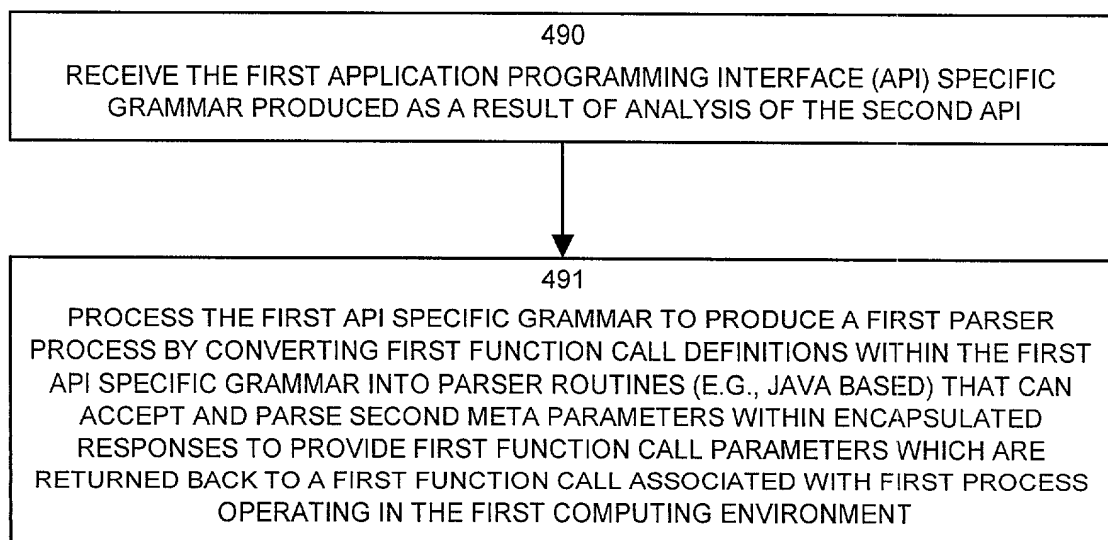 490
RECEIVE THE FIRST APPLICATION PROGRAMMING INTERFACE (API) SPECIFIC
GRAMMAR PRODUCED AS A RESULT OF ANALYSIS OF THE SECOND API
491
PROCESS THE FIRST API SPECIFIC GRAMMAR TO PRODUCE A FIRST PARSER
PROCESS BY CONVERTING FIRST FUNCTION CALL DEFINITIONS WITHIN THE FIRST
API SPECIFIC GRAMMAR INTO PARSER ROUTINES (E.G., JAVA BASED) THAT CAN
ACCEPT AND PARSE SECOND META PARAMETERS WITHIN ENCAPSULATED
RESPONSES TO PROVIDE FIRST FUNCTION CALL PARAMETERS WHICH ARE
RETURNED BACK TO A FIRST FUNCTION CALL ASSOCIATED WITH FIRST PROCESS
OPERATING IN THE FIRST COMPUTING ENVIRONMENT